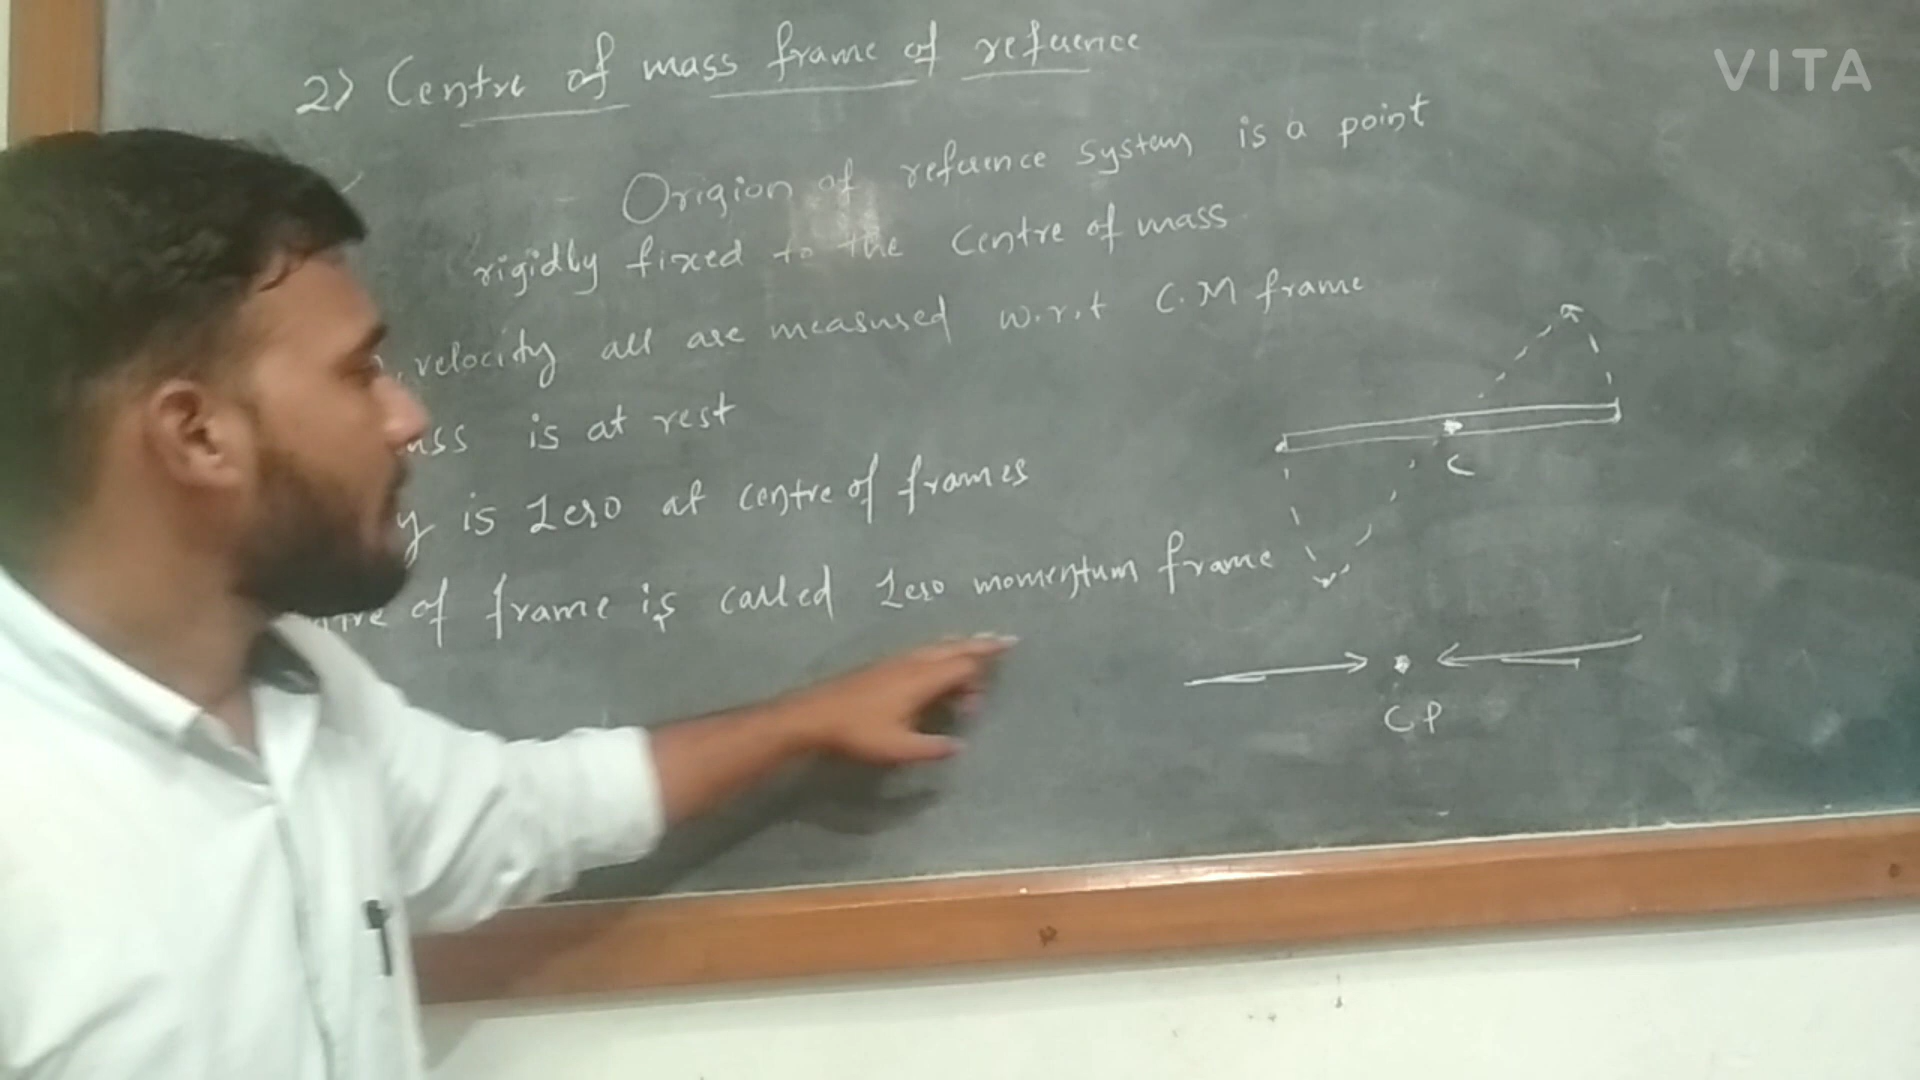 VITA
2) Centre of mass frame of refuence
- Origion of refuence system is a point
rigidly fixed to the Centre of mass
, velocity all are measured w.r.t C.M frame
is at rest
y is Zero at centre of frames
of frame is called Zero momentum frame
C
CP